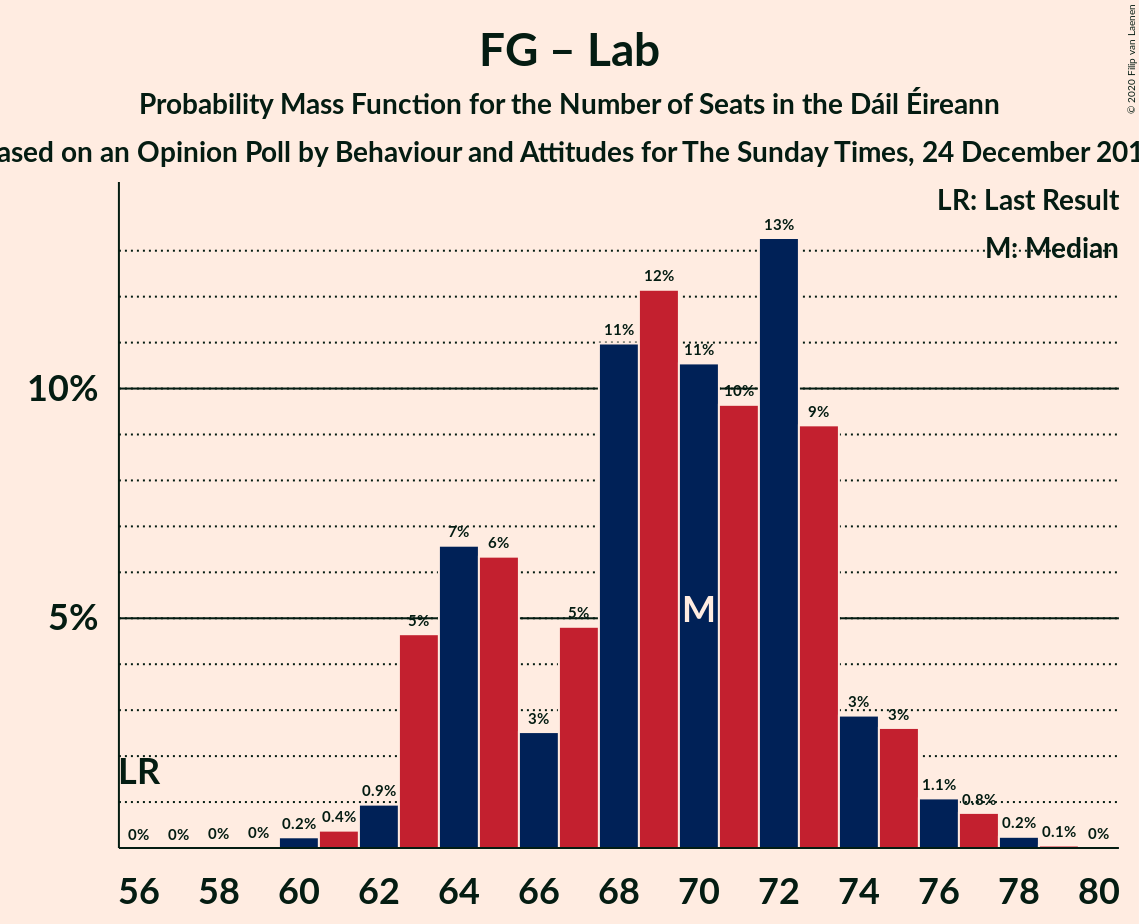 FG – Lab
Probability Mass Function for the Number of Seats in the Dáil Éireann
ased on an Opinion Poll by Behaviour and Attitudes for The Sunday Times, 24 December 201
© 2020 Filip van Laenen
LR: Last Result
M: Median
13%
12%
11%
11%
10%
10%
9%
7%
6%
5%
5%
5%
M
3%
3%
3%
LR
1.1%
0.9%
0.8%
0.4%
0.2%
0.2%
0.1%
0% 0% 0% 0% 0%
56 58 60 62 64 66 68 70 72 74 76 78 80